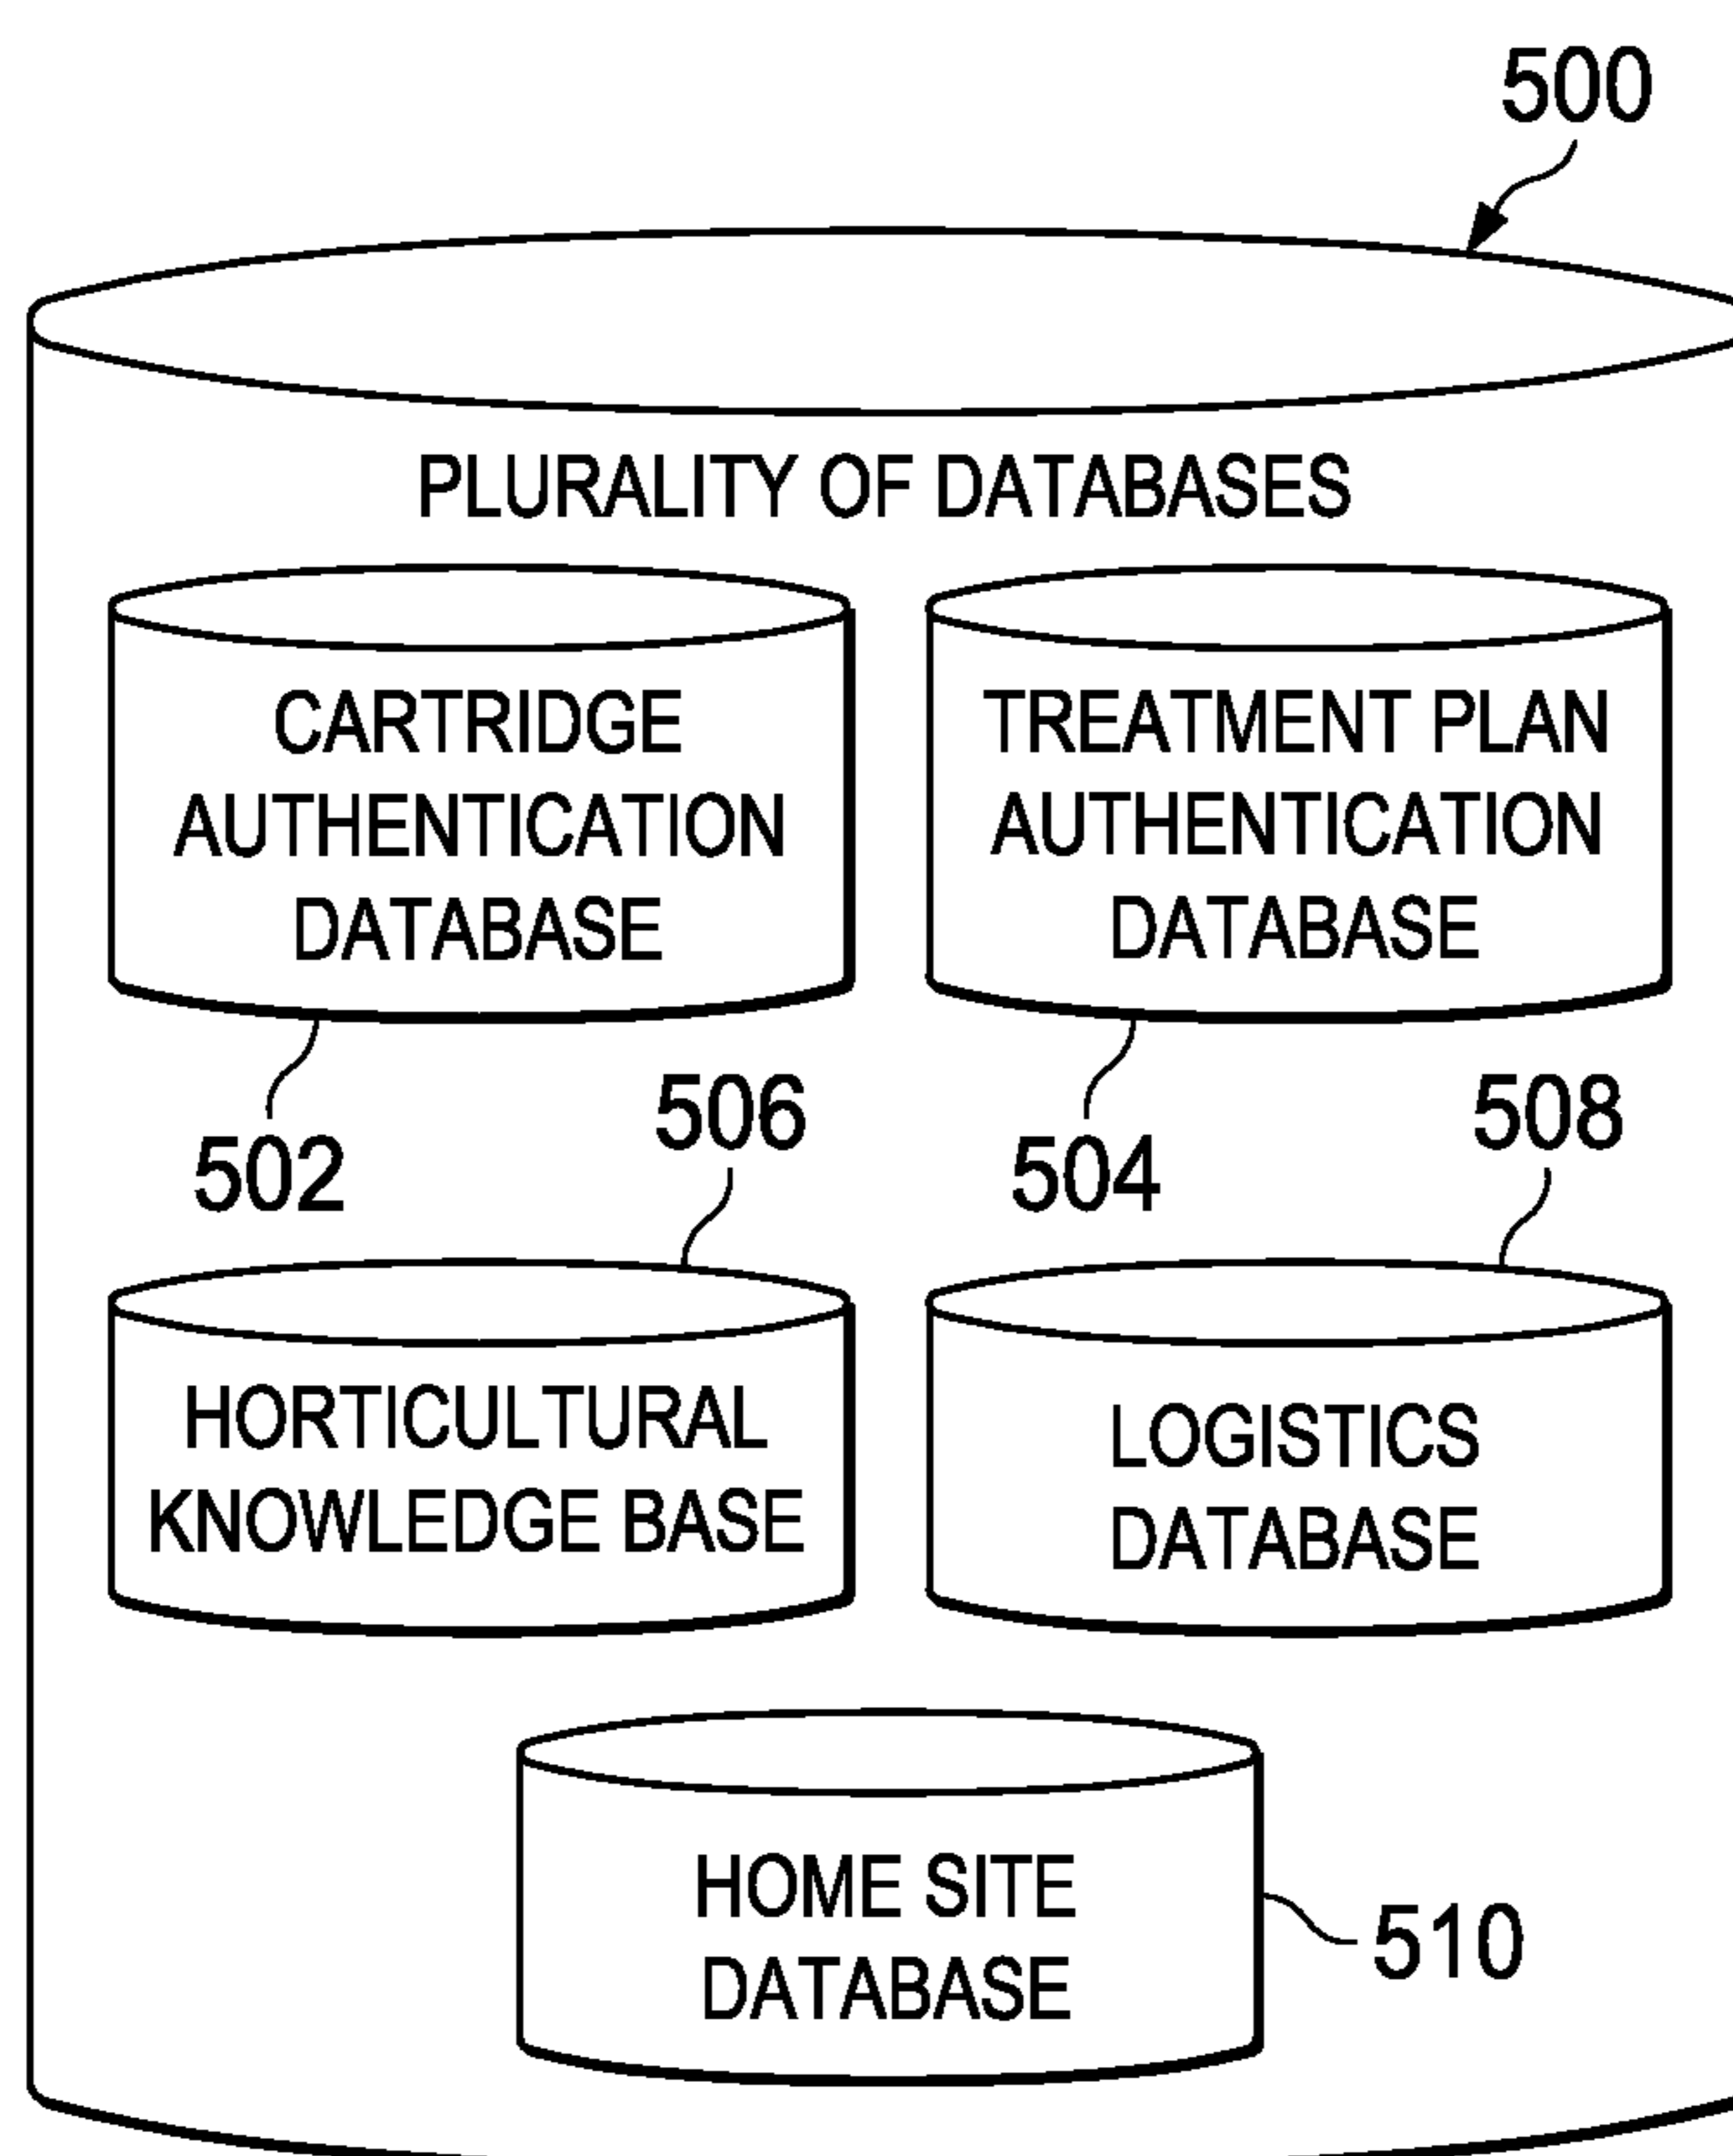 500
PLURALITY OF DATABASES
CARTRIDGE
AUTHENTICATION
DATABASE
502
TREATMENT PLAN
AUTHENTICATION
DATABASE
504
506
HORTICULTURAL
KNOWLEDGE BASE
508
LOGISTICS
DATABASE
HOME SITE
DATABASE
510